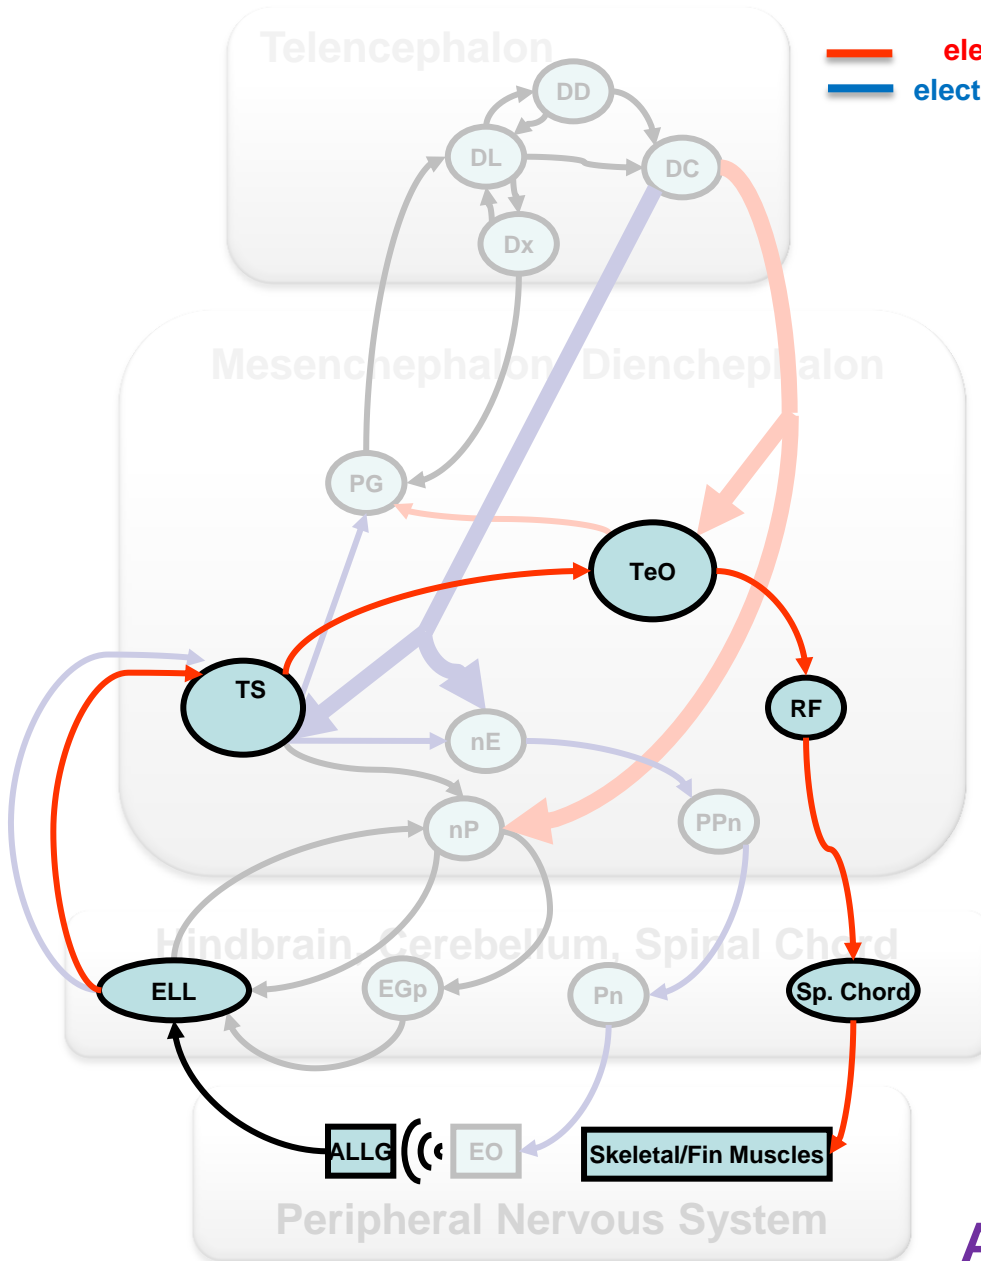 Telencephalon
ele
elect
DD
DL
DC
Dx
Mesenchephalon, Dienchephalon
PG
TeO
TS
RF
nE
nP
PPn
Hindbrain, Cerebellum, Spinal Chord
ELL
EGp
Pn
Sp. Chord
ALLG
EO
Skeletal/Fin Muscles
Peripheral Nervous System
A